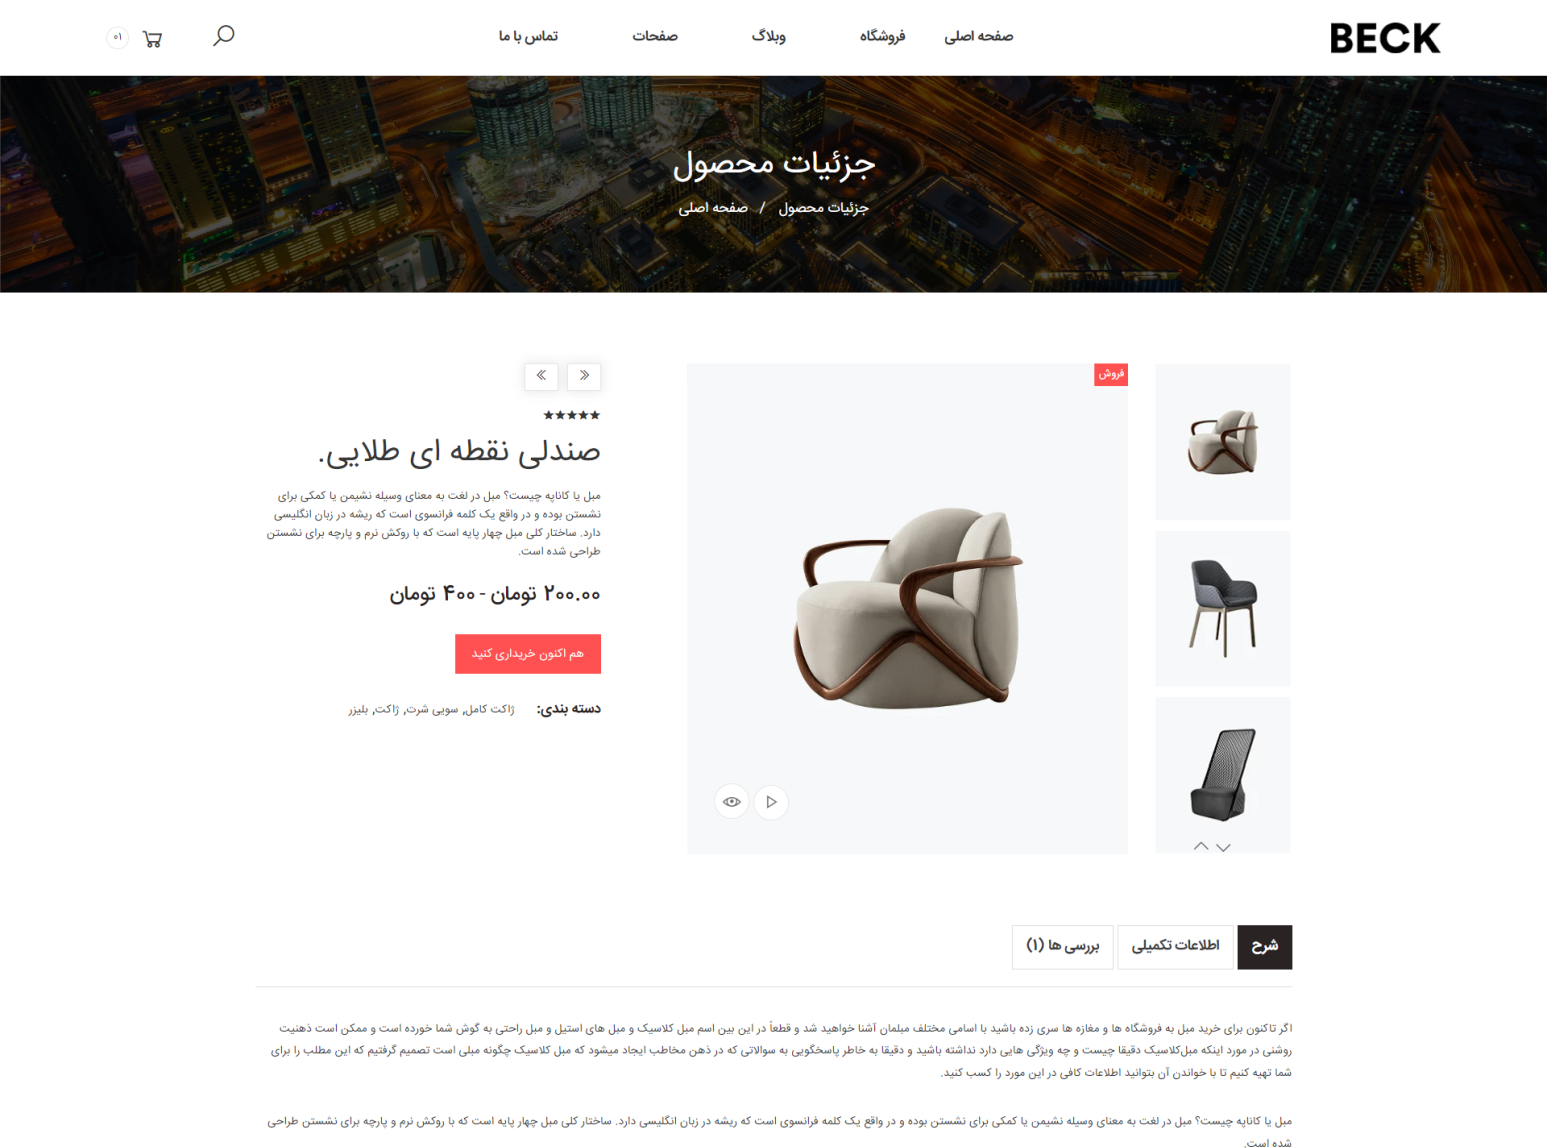 BECK
صفحه اصلی
فروشگاه
وبلاگ
صفحات
تماس با ما
۰۱
جزئیات محصول
جزئیات محصول / صفحه اصلی
فروش
صندلی نقطه ای طلایی.
مبل یا کاناپه چیست؟ مبل در لغت به معنای وسیله نشیمن یا کمکی برای
نشستن بوده و در واقع یک کلمه فرانسوی است که ریشه در زبان انگلیسی
دارد. ساختار کلی مبل چهار پایه است که با روکش نرم و پارچه برای نشستن
طراحی شده است.
۲۰۰.۰۰ تومان - ۴۰۰ تومان
هم اکنون خریداری کنید
دسته بندی: ژاکت کامل, سویی شرت, ژاکت, بلیزر
شرح
اطلاعات تکمیلی
بررسی ها (۱)
اگر تاکنون برای خرید مبل به فروشگاه ها و مغازه ها سری زده باشید با اسامی مختلف مبلمان آشنا خواهید شد و قطعاً در این بین اسم مبل کلاسیک و مبل های استیل و مبل راحتی به گوش شما خورده است و ممکن است ذهنیت
روشنی در مورد اینکه مبل‌کلاسیک دقیقا چیست و چه ویژگی هایی دارد نداشته باشید و دقیقا به خاطر پاسخگویی به سوالاتی که در ذهن مخاطب ایجاد میشود که مبل کلاسیک چگونه مبلی است تصمیم گرفتیم که این مطلب را برای
شما تهیه کنیم تا با خواندن آن بتوانید اطلاعات کافی در این مورد را کسب کنید.
مبل یا کاناپه چیست؟ مبل در لغت به معنای وسیله نشیمن یا کمکی برای نشستن بوده و در واقع یک کلمه فرانسوی است که ریشه در زبان انگلیسی دارد. ساختار کلی مبل چهار پایه است که با روکش نرم و پارچه برای نشستن طراحی
شده است.